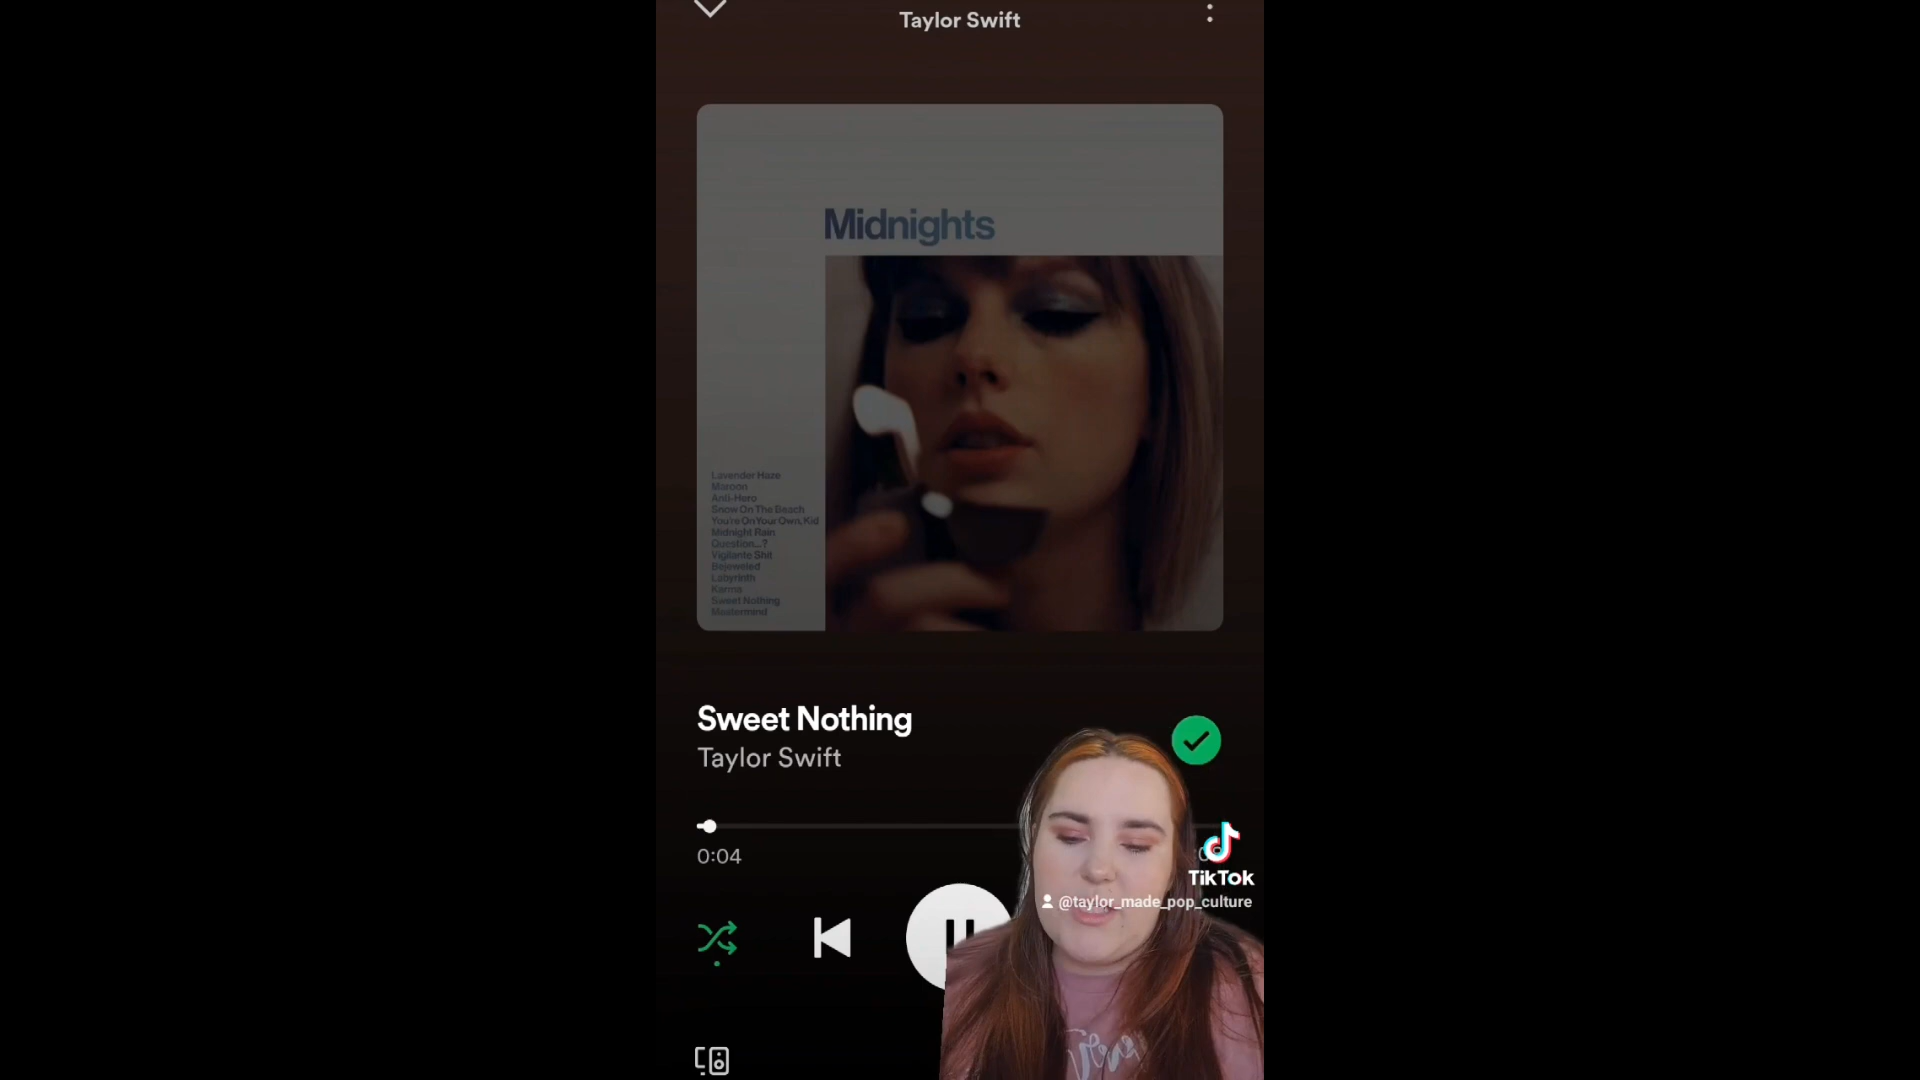 Taylor Swift
Midnights
Lavender Haze
Maroon
Anti-Hero
Snow On The Beach
You're On Your Own, Kid
Midnight Rain
Question...?
Vigilante Shit
Bejeweled
Labyrinth
Karma
Sweet Nothing
Mastermind
Sweet Nothing
Taylor Swift
0:04
TikTok
@taylor_made_pop_culture